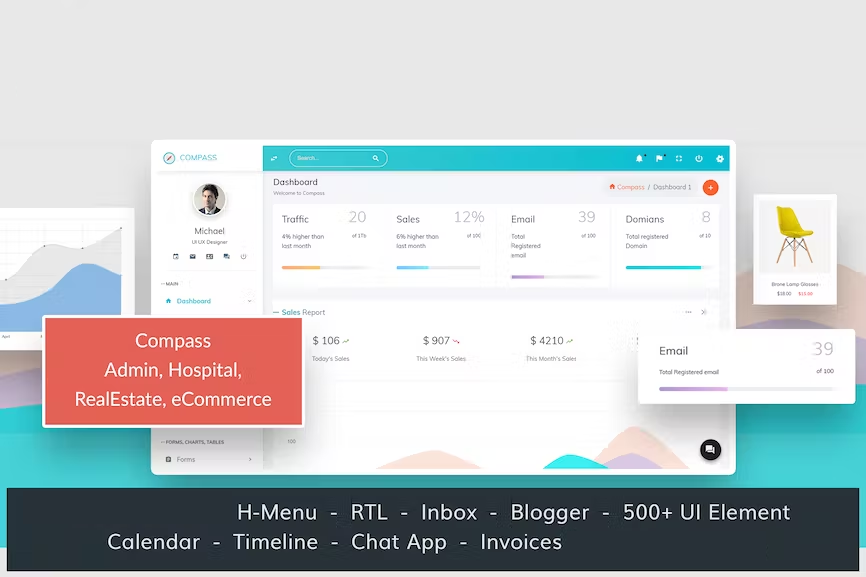 COMPASS
Search...
Michael
UI UX Designer
MAIN
Dashboard
Dashboard
Welcome to Compass
Compass / Dashboard 1
Traffic 20
4% higher than
last month
of 170
Sales 12%
6% higher than
last month
of 100
Email 39
Total
Registered
email
of 100
Domians 8
Total registered
Domain
of 10
Sales Report
$ 106
Today's Sales
$ 907
This Week's Sales
$ 4210
This Month's Sales
$
100
FORMS, CHARTS, TABLES
Forms
April
Brone Lamp Glasses
$18.00 $15.00
Email 39
Total Registered email of 100
Compass
Admin, Hospital,
RealEstate, eCommerce
H-Menu - RTL - Inbox - Blogger - 500+ UI Element
Calendar - Timeline - Chat App - Invoices